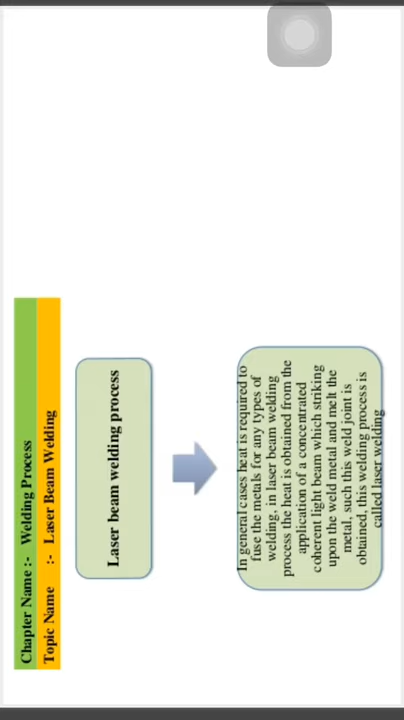 Chapter Name :- Welding Process
Topic Name :- Laser Beam Welding
Laser beam welding process
In general cases heat is required to
fuse the metals for any types of
welding, in laser beam welding
process the heat is obtained from the
application of a concentrated
coherent light beam which striking
upon the weld metal and melt the
metal, such this weld joint is
obtained, this welding process is
called laser welding